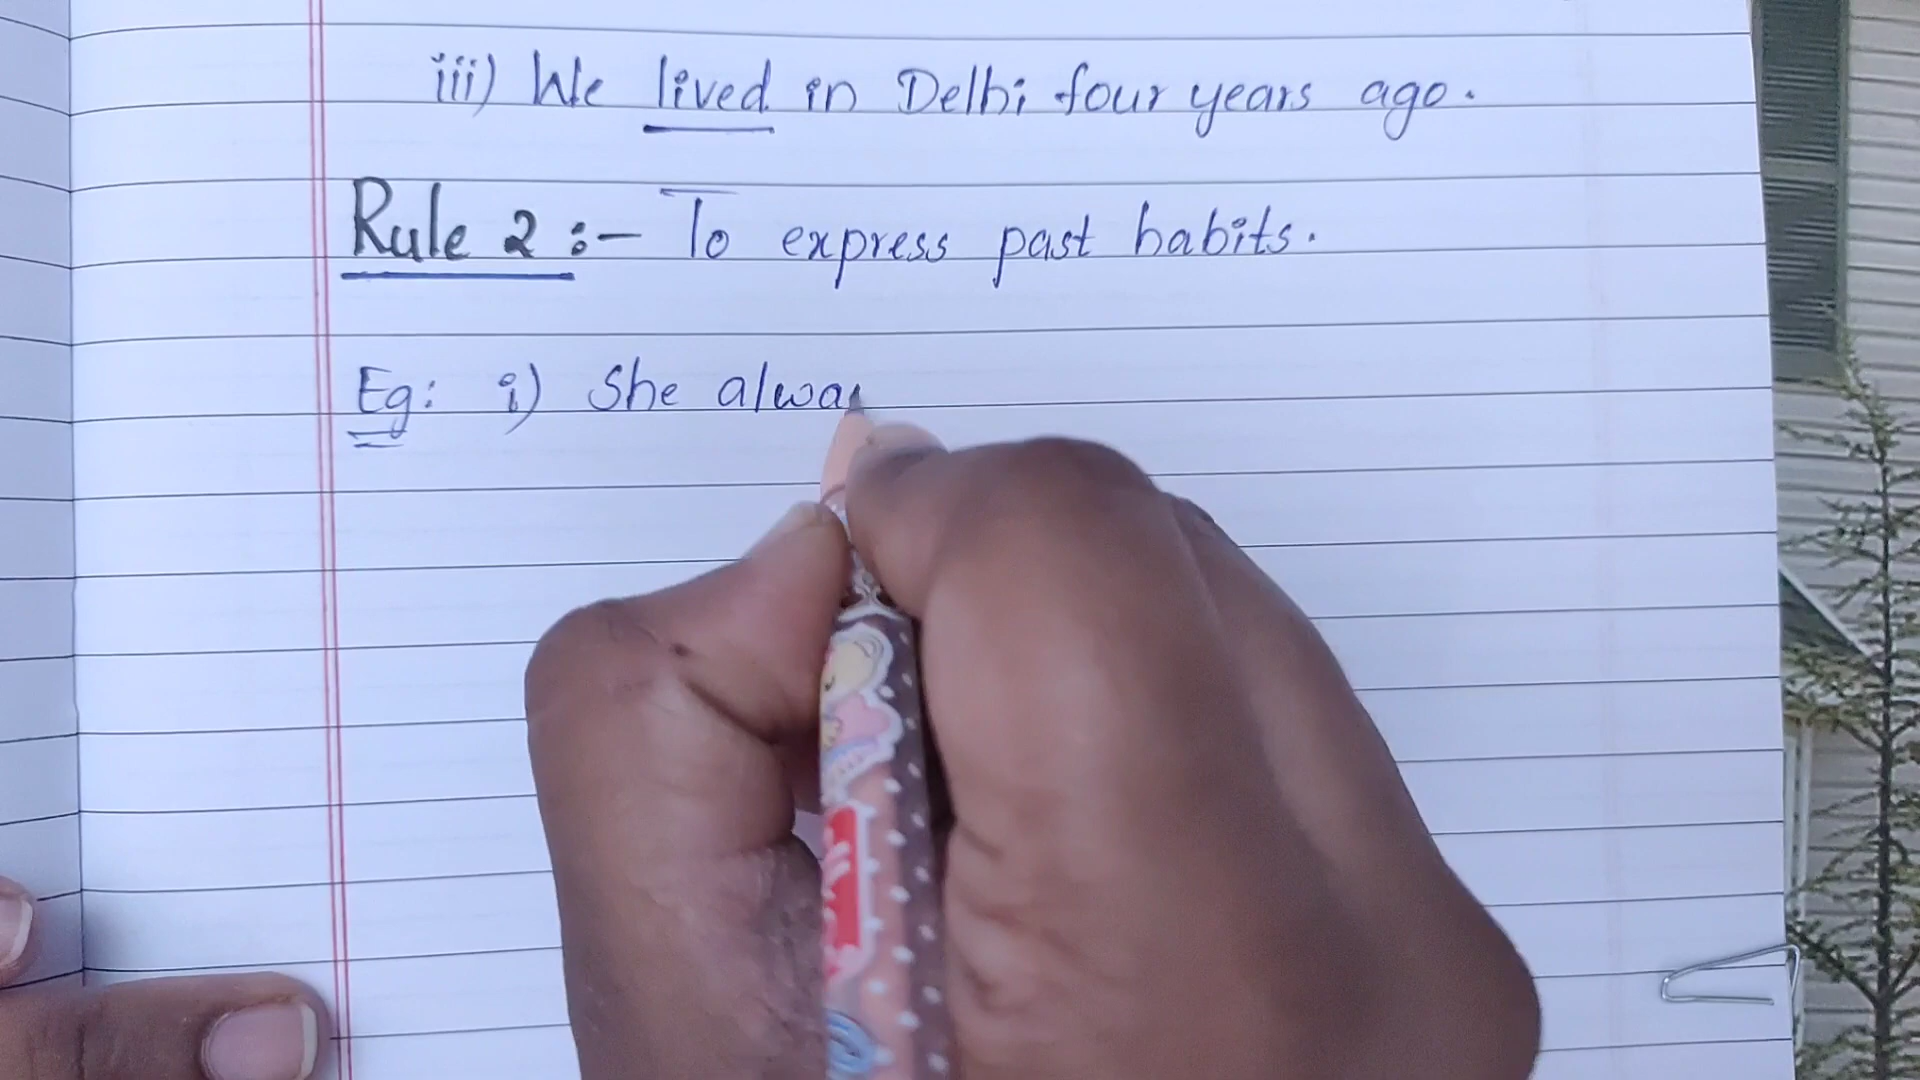 iii) We lived in Delhi four years ago.
Rule 2 :- To express past habits.
Eg: i) She alwa